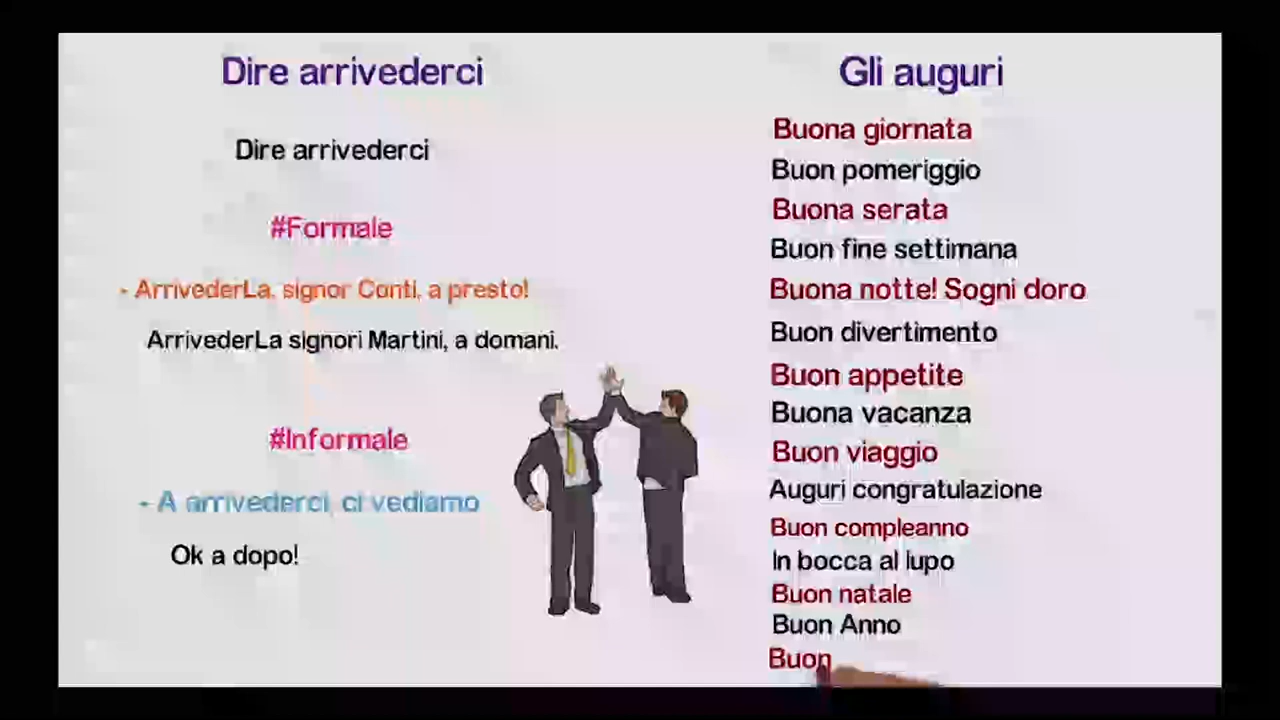 Dire arrivederci
Dire arrivederci
#Formale
- ArrivederLa, signor Conti, a presto!
ArrivederLa signori Martini, a domani.
#Informale
- A arrivederci, ci vediamo
Ok a dopo!
Gli auguri
Buona giornata
Buon pomeriggio
Buona serata
Buon fine settimana
Buona notte! Sogni doro
Buon divertimento
Buon appetite
Buona vacanza
Buon viaggio
Auguri congratulazione
Buon compleanno
In bocca al lupo
Buon natale
Buon Anno
Buon